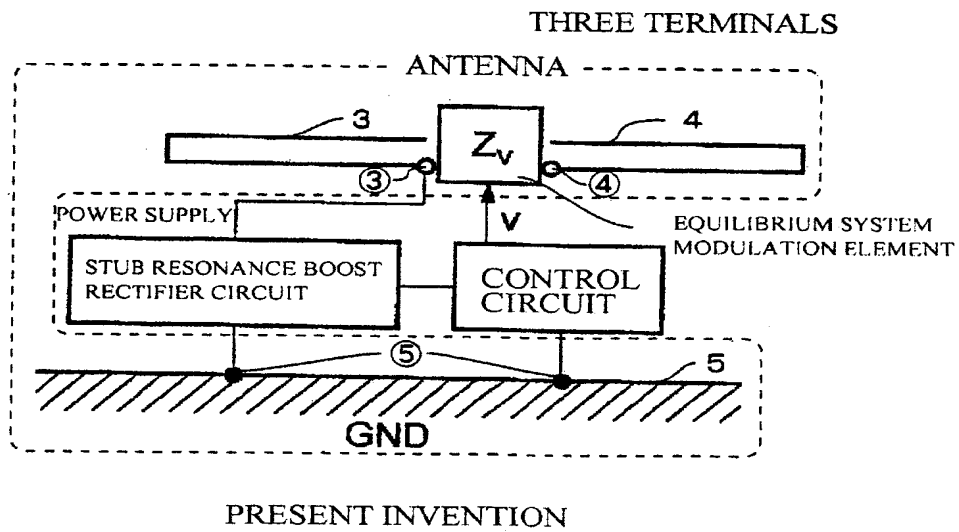 THREE TERMINALS
ANTENNA
3
4
Zv
③
④
POWER SUPPLY
V
EQUILIBRIUM SYSTEM
MODULATION ELEMENT
STUB RESONANCE BOOST
RECTIFIER CIRCUIT
CONTROL
CIRCUIT
⑤
5
GND
PRESENT INVENTION